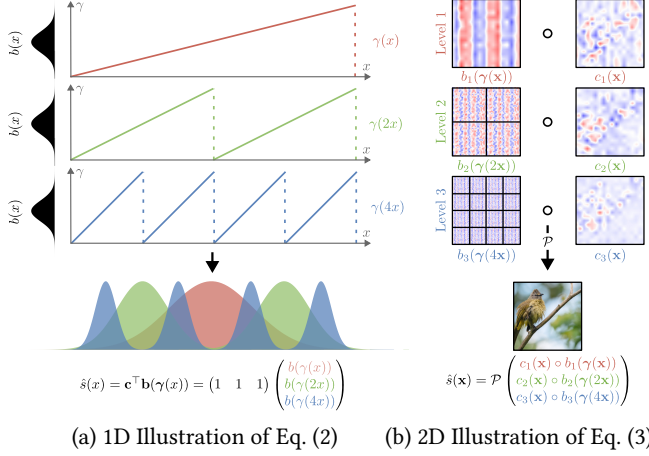 γ
b(x)
γ(x)
x
γ
b(x)
γ(2x)
x
γ
b(x)
γ(4x)
x
ŝ(x) = c⊤b(γ(x)) = (1 1 1) (b(γ(x))
b(γ(2x))
b(γ(4x)))
(a) 1D Illustration of Eq. (2)
Level 1
b₁(γ(x))
c₁(x)
Level 2
b₂(γ(2x))
c₂(x)
Level 3
b₃(γ(4x))
c₃(x)
𝒫
ŝ(x) = 𝒫 (c₁(x) ∘ b₁(γ(x))
c₂(x) ∘ b₂(γ(2x))
c₃(x) ∘ b₃(γ(4x)))
(b) 2D Illustration of Eq. (3)